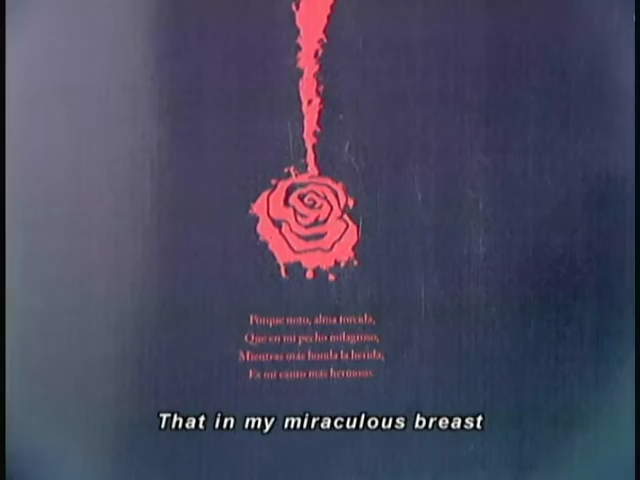 Porque noto, alma torcida,
Que en mi pecho milagroso,
Mientras más honda la herida,
Es mi canto más hermoso.
That in my miraculous breast